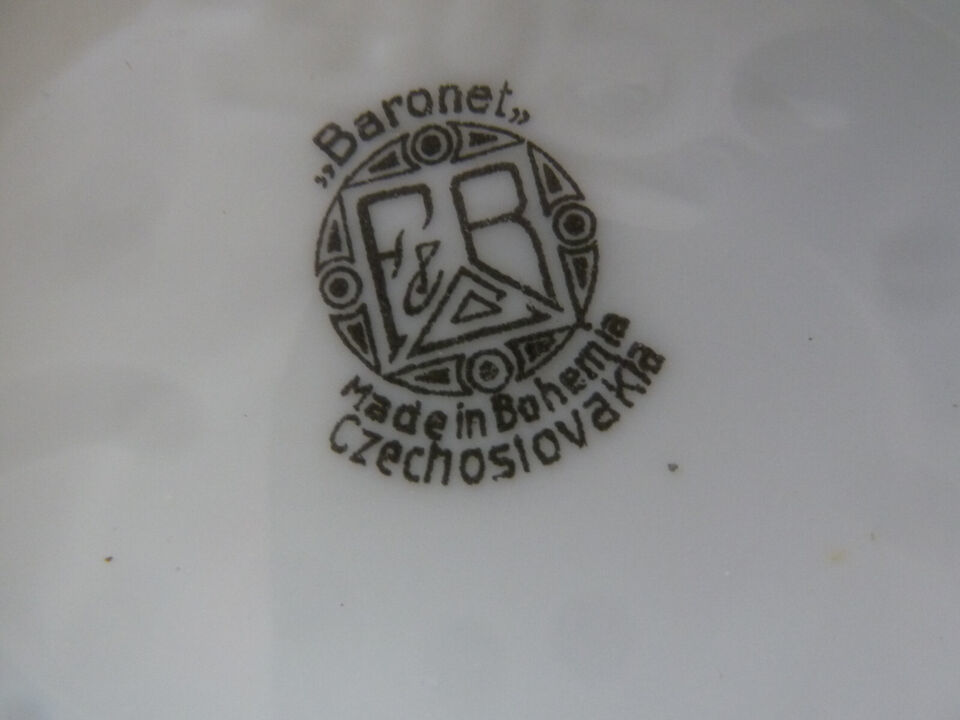 „Baronet”
F & B
Made in Bohemia
Czechoslovakia